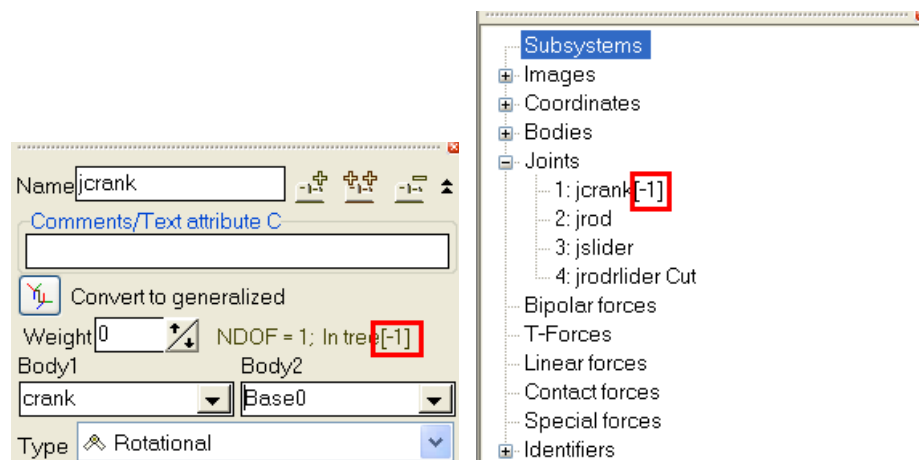 Name jcrank
Comments/Text attribute C
Convert to generalized
Weight 0 NDOF = 1; In tree[-1]
Body1 Body2
crank Base0
Type Rotational
Subsystems
Images
Coordinates
Bodies
Joints
1: jcrank[-1]
2: jrod
3: jslider
4: jrodrlider Cut
Bipolar forces
T-Forces
Linear forces
Contact forces
Special forces
Identifiers